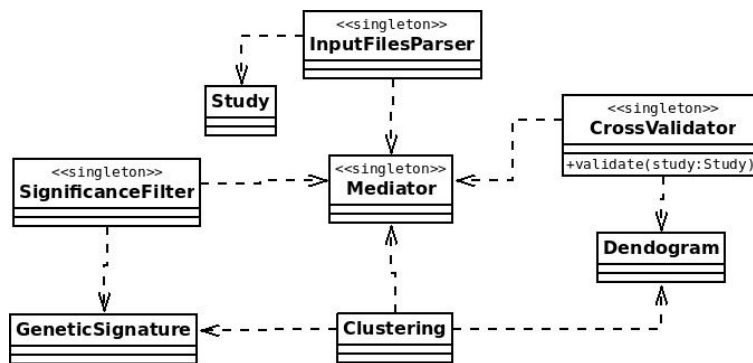 <<singleton>>
InputFilesParser
Study
<<singleton>>
CrossValidator
+validate(study:Study)
<<singleton>>
Mediator
<<singleton>>
SignificanceFilter
Dendogram
GeneticSignature
Clustering